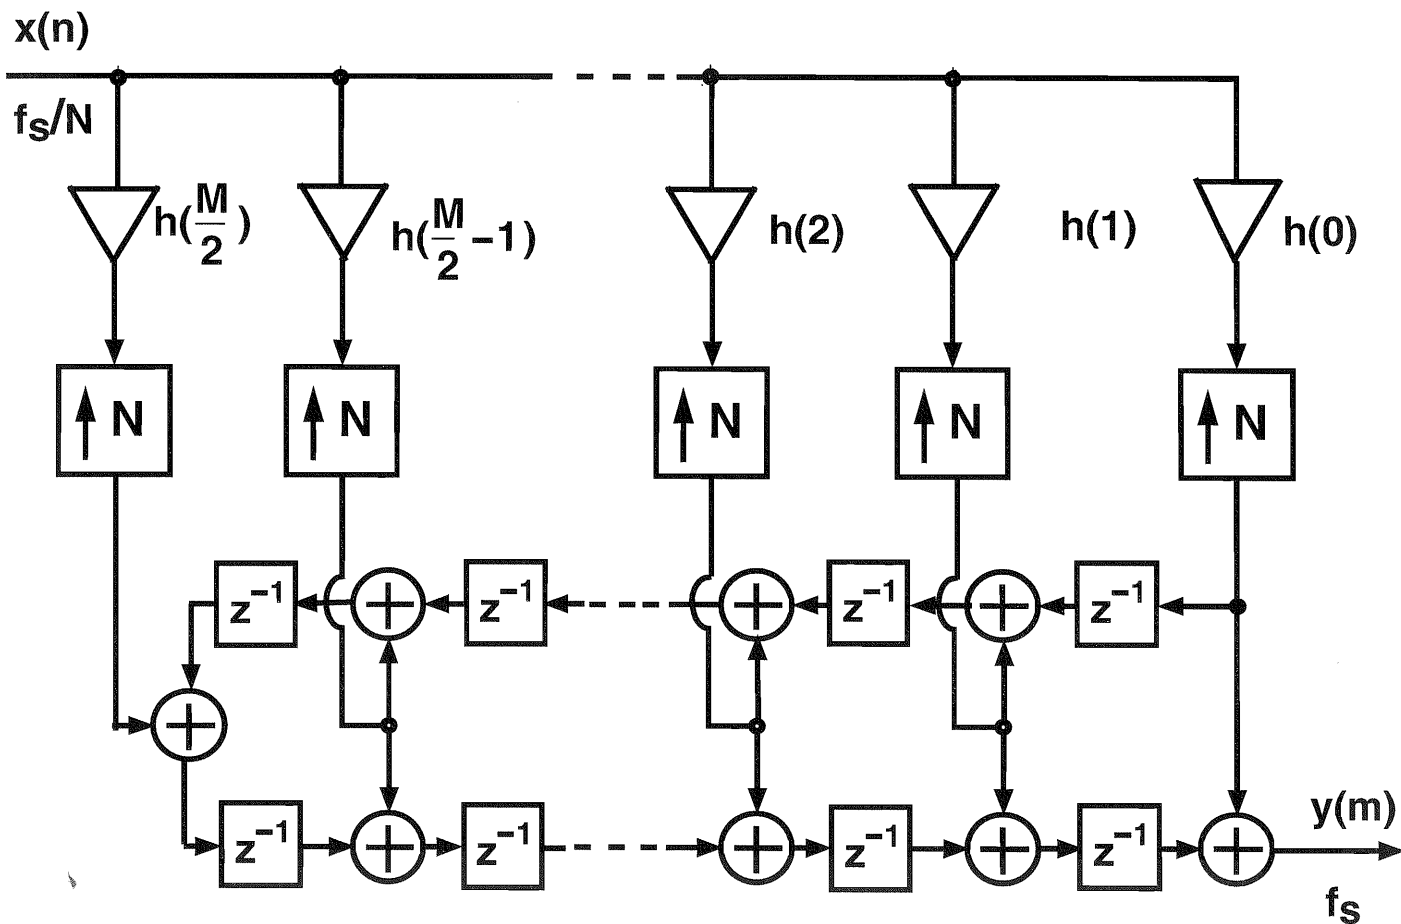 x(n)
fs/N
h(M/2)
h(M/2 −1)
h(2)
h(1)
h(0)
↑ N
↑ N
↑ N
↑ N
↑ N
z⁻¹
+
z⁻¹
+
z⁻¹
+
z⁻¹
+
z⁻¹
+
z⁻¹
+
z⁻¹
+
z⁻¹
+
y(m)
fs